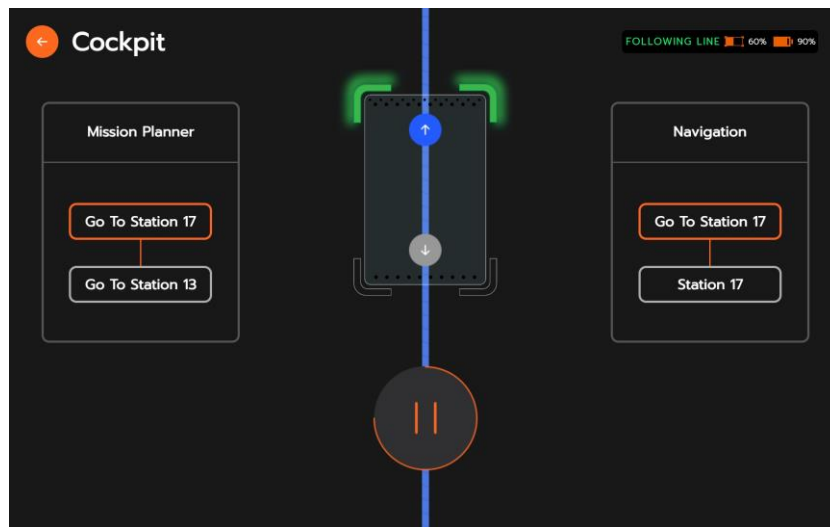 Cockpit
FOLLOWING LINE 60% 90%
Mission Planner
Go To Station 17
Go To Station 13
Navigation
Go To Station 17
Station 17